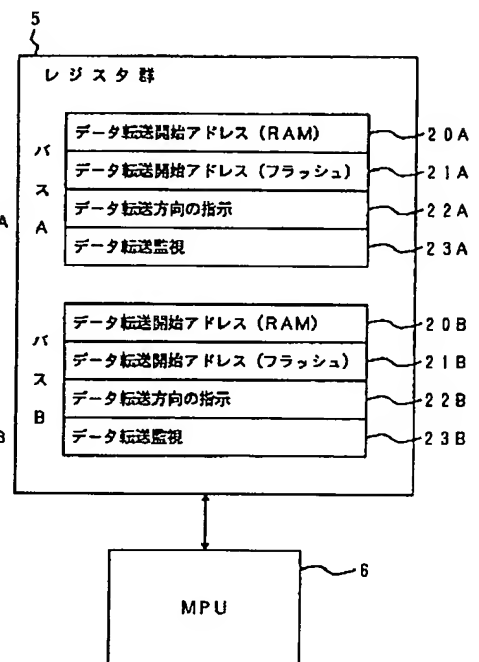 5
レジスタ群
バスA
データ転送開始アドレス (RAM) 20A
データ転送開始アドレス (フラッシュ) 21A
データ転送方向の指示 22A
データ転送監視 23A
A
バスB
データ転送開始アドレス (RAM) 20B
データ転送開始アドレス (フラッシュ) 21B
データ転送方向の指示 22B
データ転送監視 23B
B
MPU 6